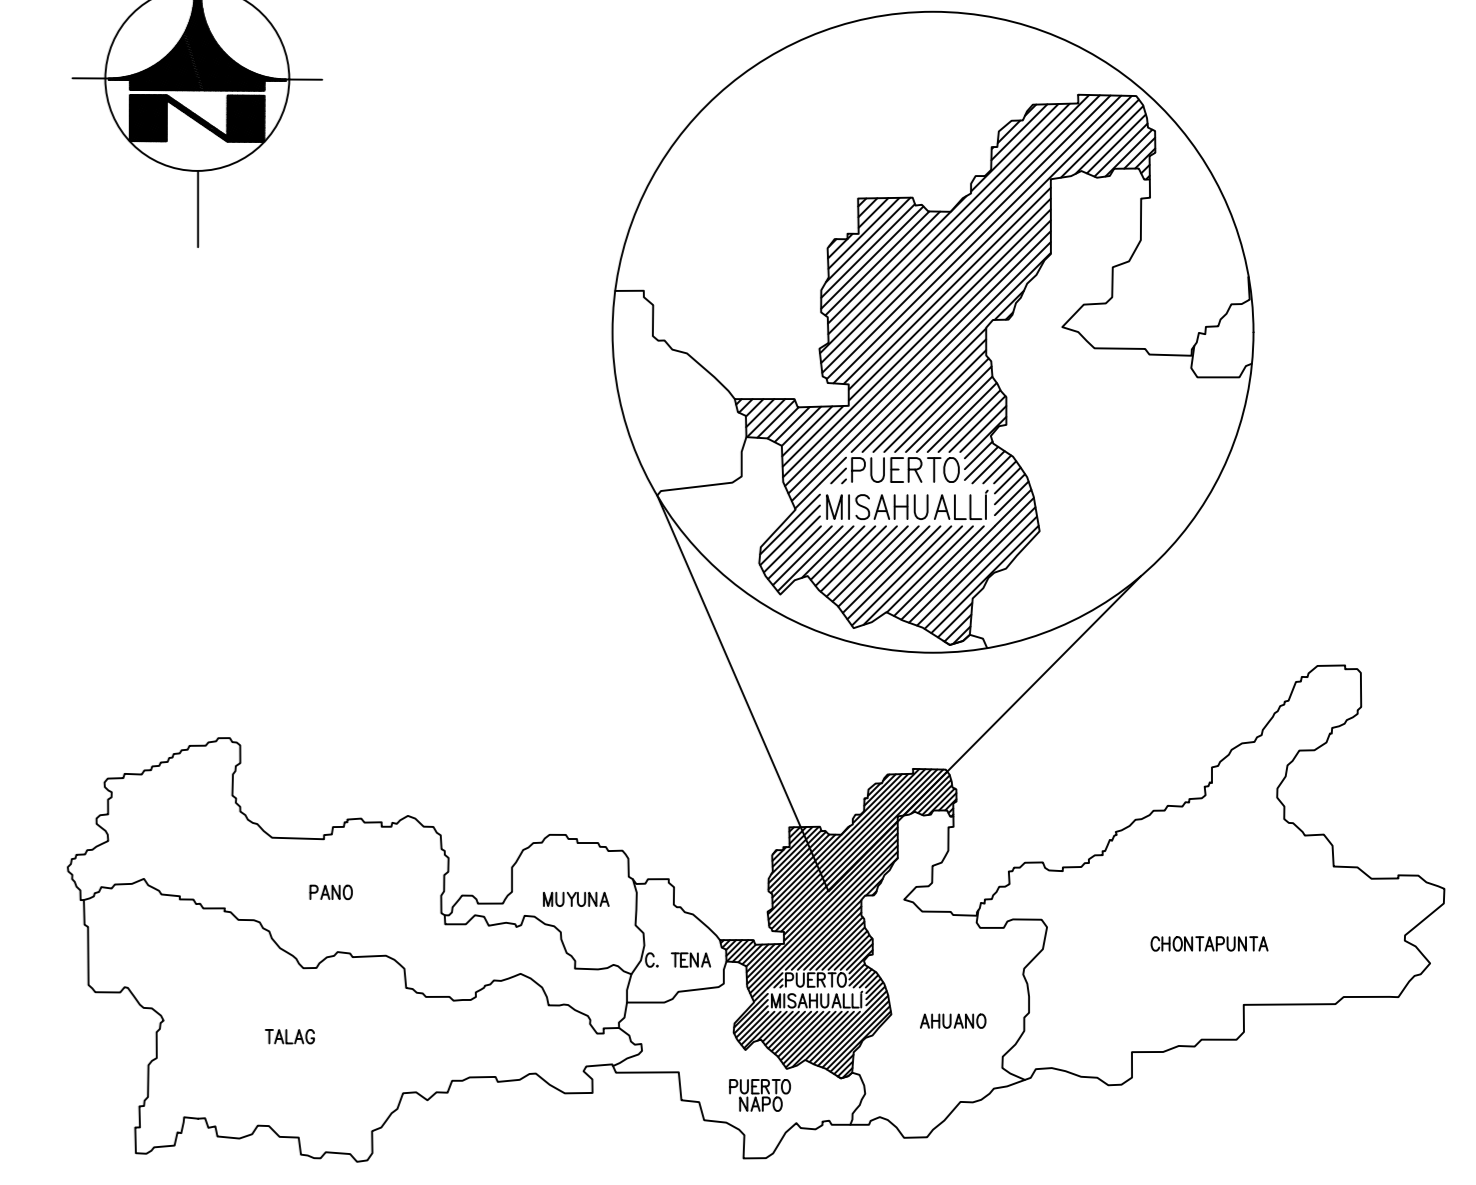 N
PUERTO
MISAHUALLÍ
PANO
MUYUNA
C. TENA
CHONTAPUNTA
PUERTO
MISAHUALLÍ
TALAG
AHUANO
PUERTO
NAPO